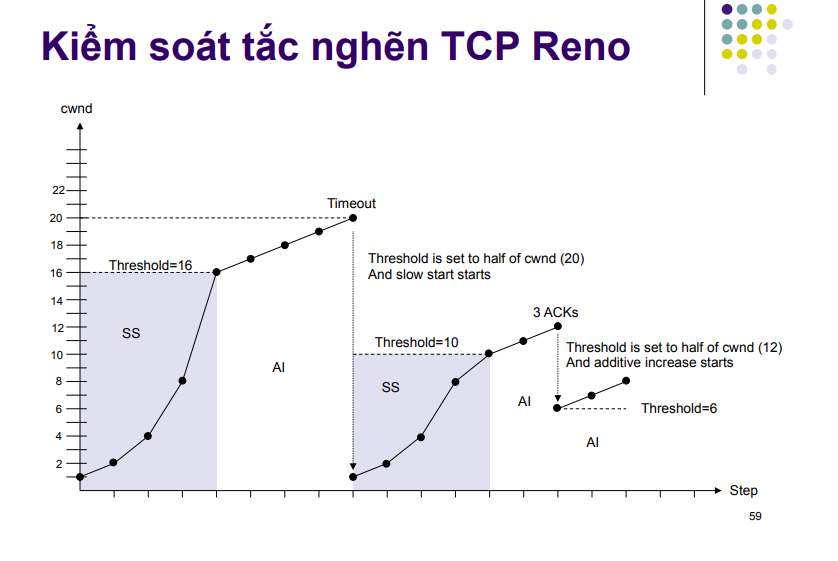 Kiểm soát tắc nghẽn TCP Reno
cwnd
22
20
18
16
14
12
10
8
6
4
2
Timeout
Threshold=16
Threshold is set to half of cwnd (20)
And slow start starts
SS
AI
3 ACKs
Threshold=10
Threshold is set to half of cwnd (12)
And additive increase starts
SS
AI
Threshold=6
AI
Step
59